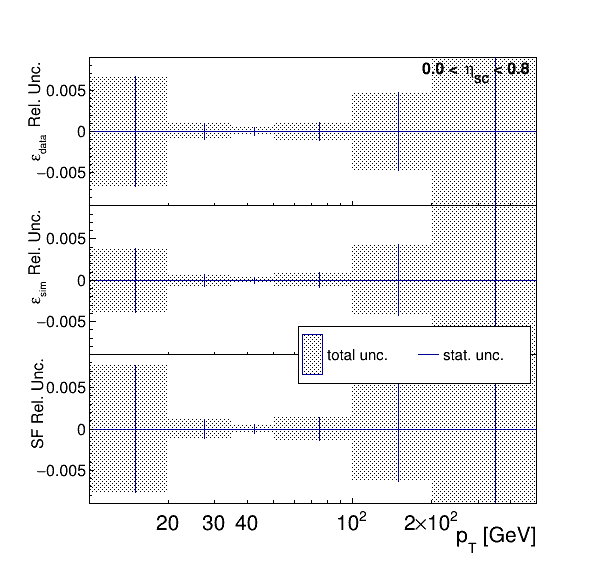 0.0 < η_SC < 0.8
ε_data Rel. Unc.
0.005
0
−0.005
ε_sim Rel. Unc.
0.005
0
−0.005
total unc. stat. unc.
SF Rel. Unc.
0.005
0
−0.005
20 30 40 10² 2×10²
p_T [GeV]